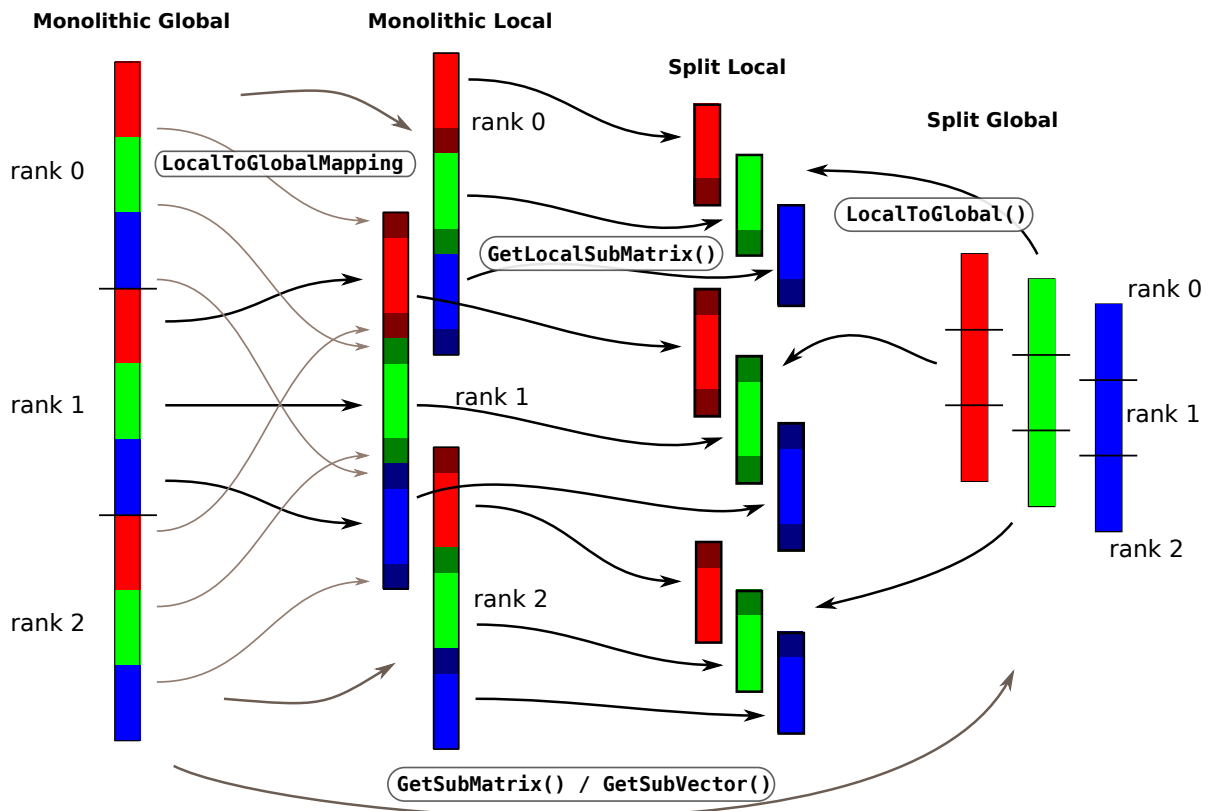 Monolithic Global
Monolithic Local
Split Local
Split Global
rank 0
rank 0
LocalToGlobalMapping
LocalToGlobal()
GetLocalSubMatrix()
rank 0
rank 1
rank 1
rank 1
rank 2
rank 2
rank 2
GetSubMatrix() / GetSubVector()